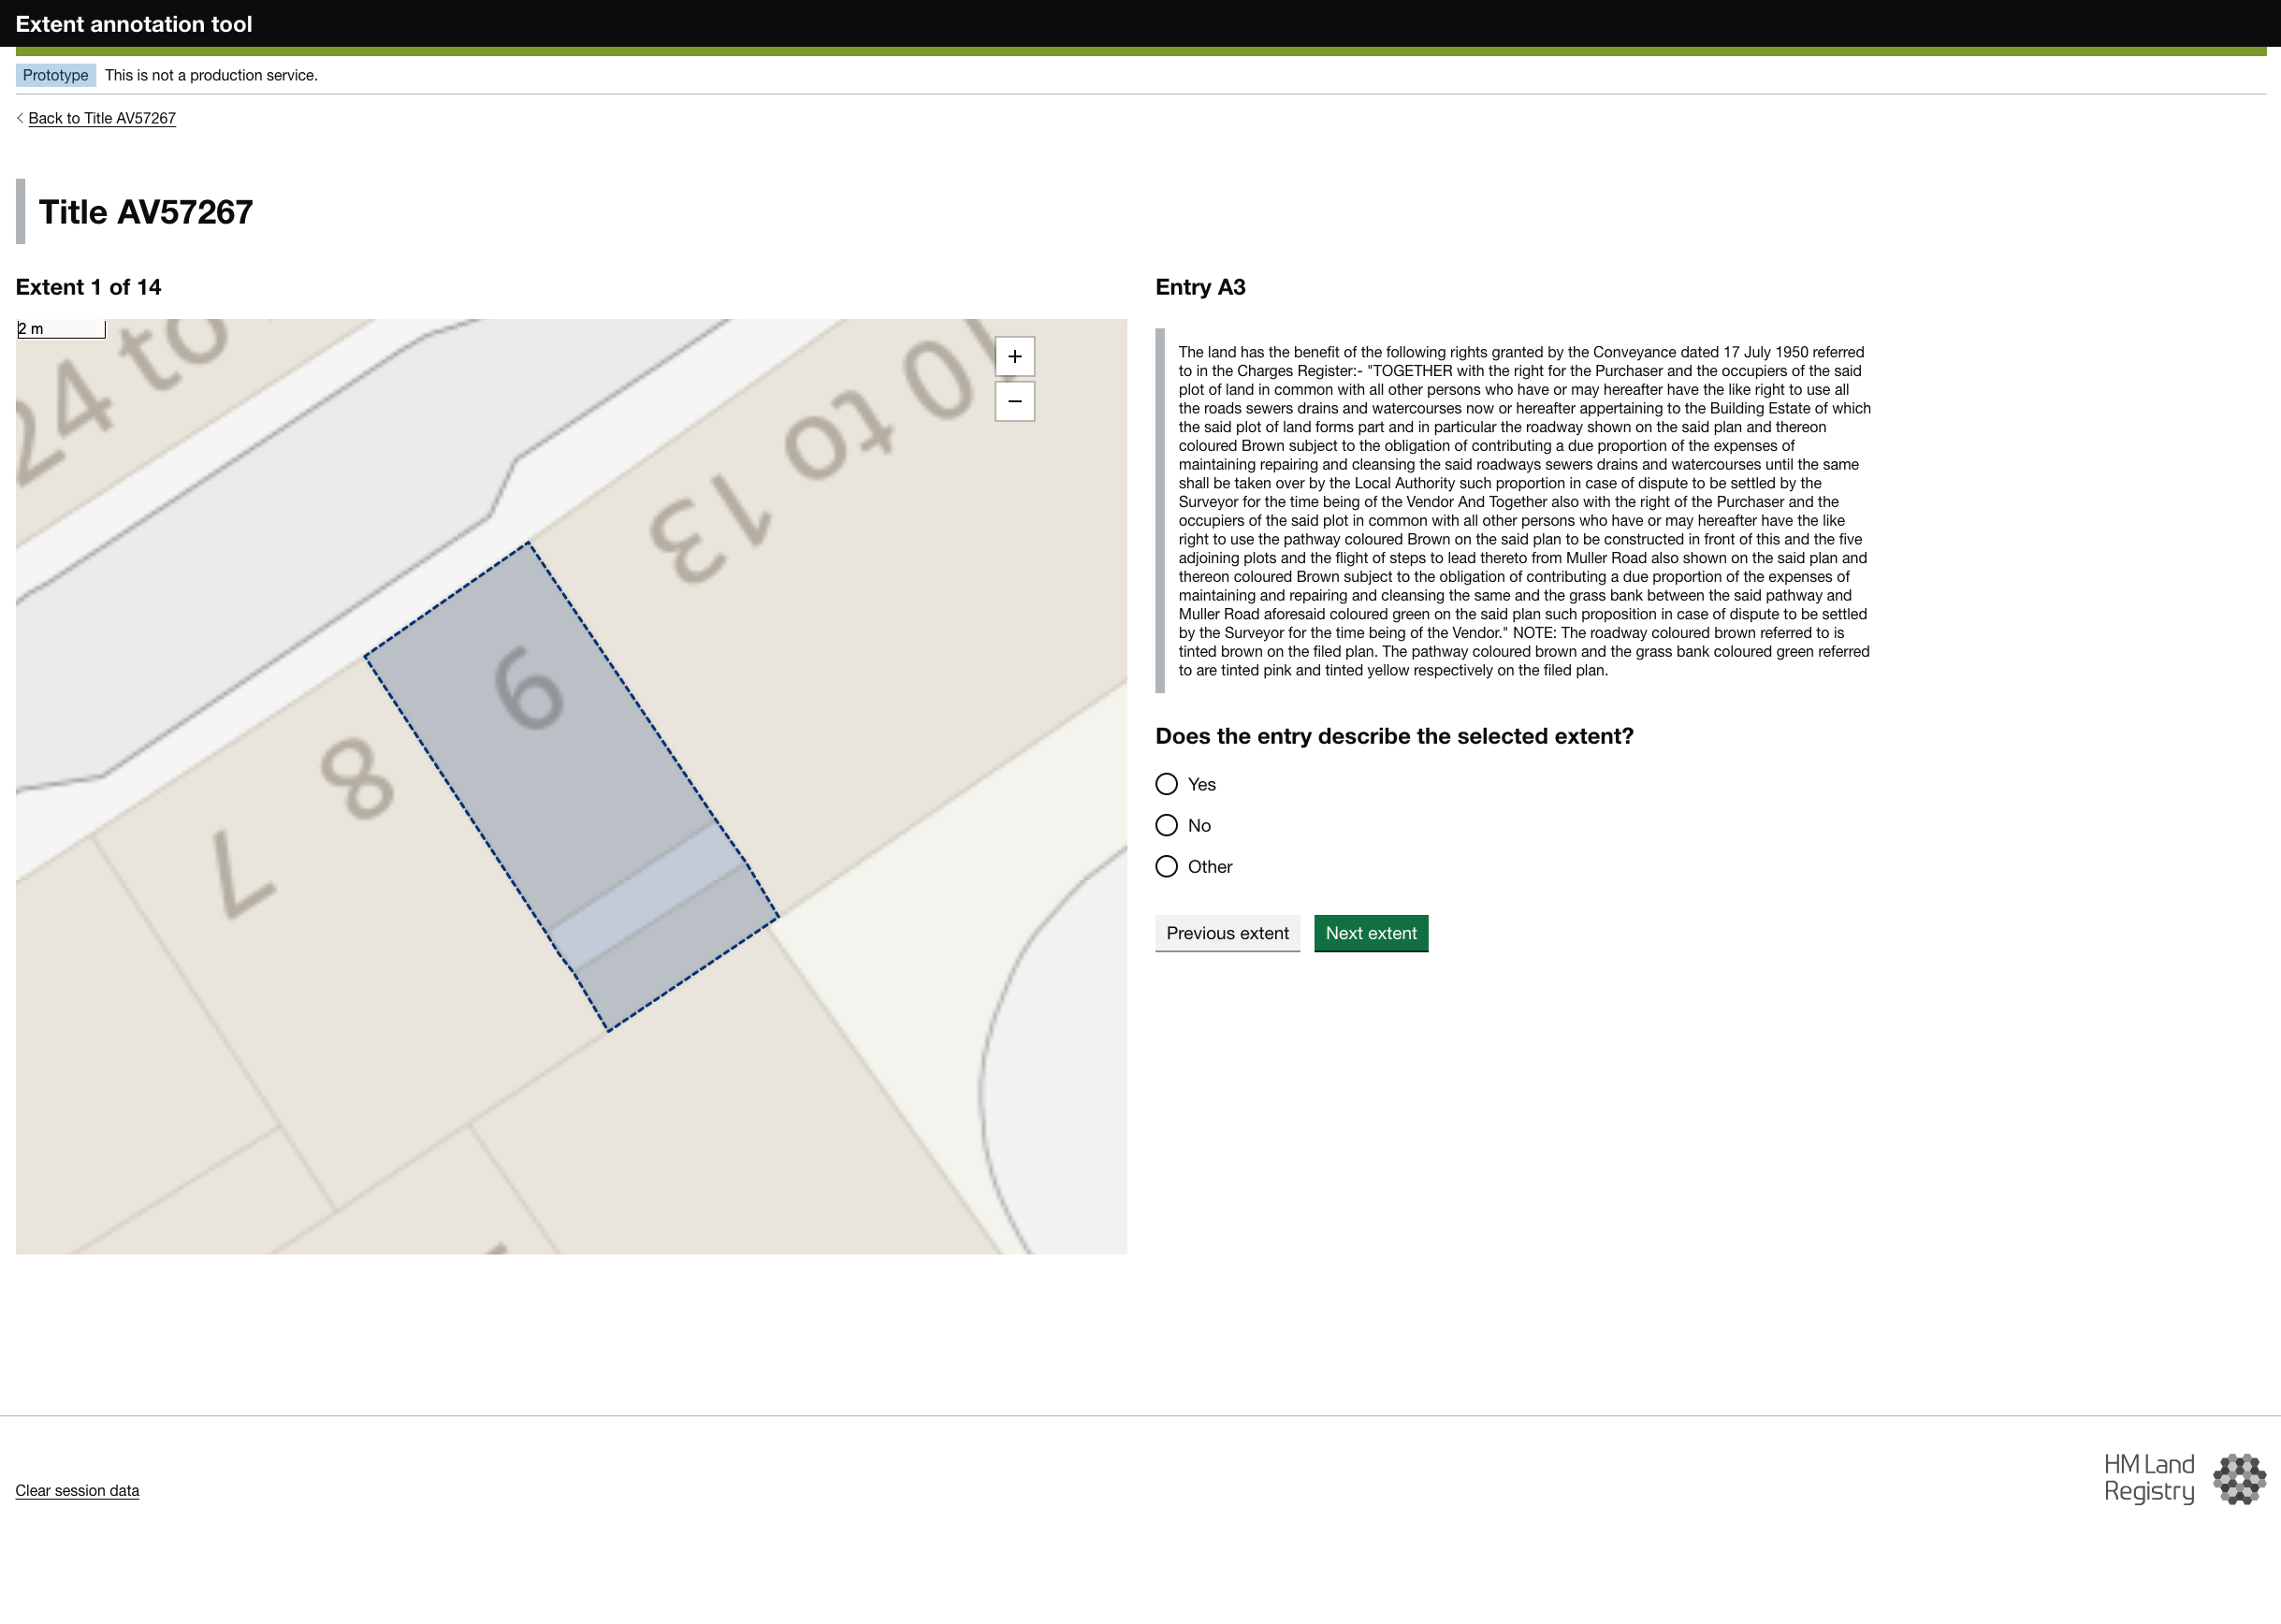 Extent annotation tool
Prototype This is not a production service.
Back to Title AV57267
Title AV57267
Extent 1 of 14
2 m
24 to
10 to 13
9
8
7
+
−
Entry A3
The land has the benefit of the following rights granted by the Conveyance dated 17 July 1950 referred
to in the Charges Register:- "TOGETHER with the right for the Purchaser and the occupiers of the said
plot of land in common with all other persons who have or may hereafter have the like right to use all
the roads sewers drains and watercourses now or hereafter appertaining to the Building Estate of which
the said plot of land forms part and in particular the roadway shown on the said plan and thereon
coloured Brown subject to the obligation of contributing a due proportion of the expenses of
maintaining repairing and cleansing the said roadways sewers drains and watercourses until the same
shall be taken over by the Local Authority such proportion in case of dispute to be settled by the
Surveyor for the time being of the Vendor And Together also with the right of the Purchaser and the
occupiers of the said plot in common with all other persons who have or may hereafter have the like
right to use the pathway coloured Brown on the said plan to be constructed in front of this and the five
adjoining plots and the flight of steps to lead thereto from Muller Road also shown on the said plan and
thereon coloured Brown subject to the obligation of contributing a due proportion of the expenses of
maintaining and repairing and cleansing the same and the grass bank between the said pathway and
Muller Road aforesaid coloured green on the said plan such proposition in case of dispute to be settled
by the Surveyor for the time being of the Vendor." NOTE: The roadway coloured brown referred to is
tinted brown on the filed plan. The pathway coloured brown and the grass bank coloured green referred
to are tinted pink and tinted yellow respectively on the filed plan.
Does the entry describe the selected extent?
Yes
No
Other
Previous extent Next extent
Clear session data
HM Land
Registry